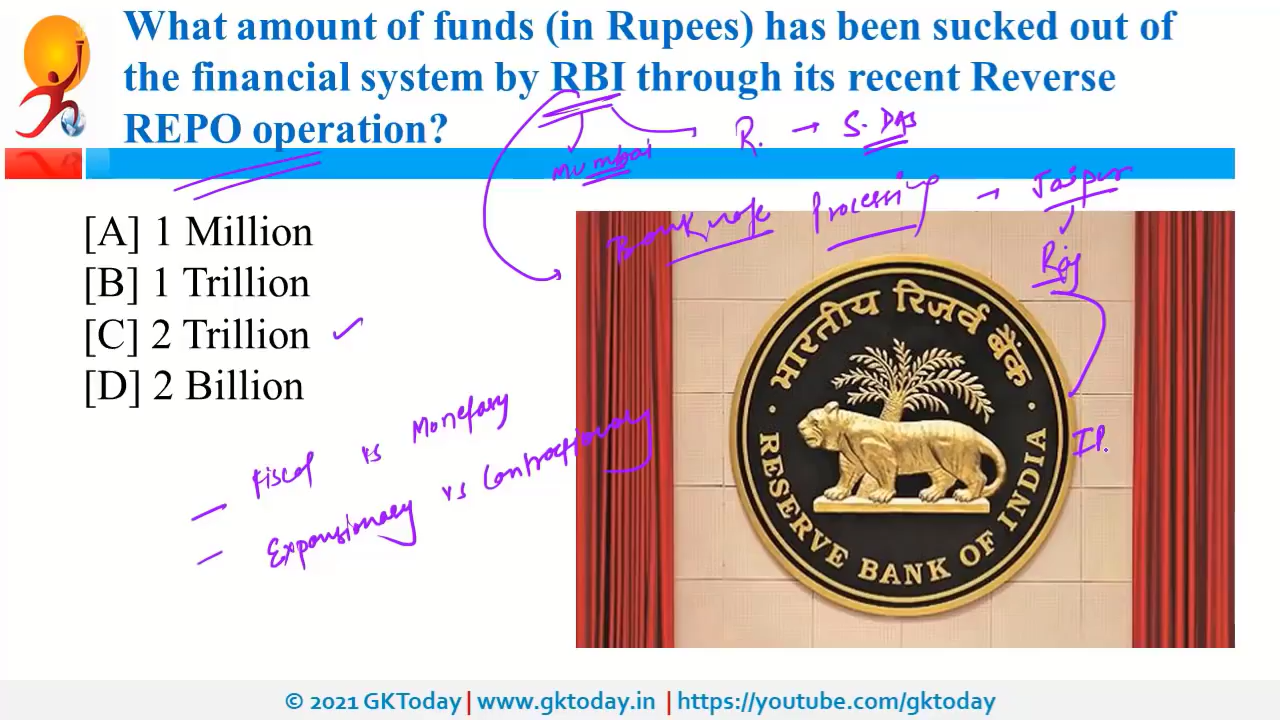 What amount of funds (in Rupees) has been sucked out of
the financial system by RBI through its recent Reverse
REPO operation?
R. → S. DAS
Mumbai
Banknote Processing → Jaipur
Raj
[A] 1 Million
[B] 1 Trillion
[C] 2 Trillion ✓
[D] 2 Billion
भारतीय रिज़र्व बैंक
RESERVE BANK OF INDIA
IP.
– Fiscal vs Monetary
– Expansionary vs Contractionary
© 2021 GKToday | www.gktoday.in | https://youtube.com/gktoday